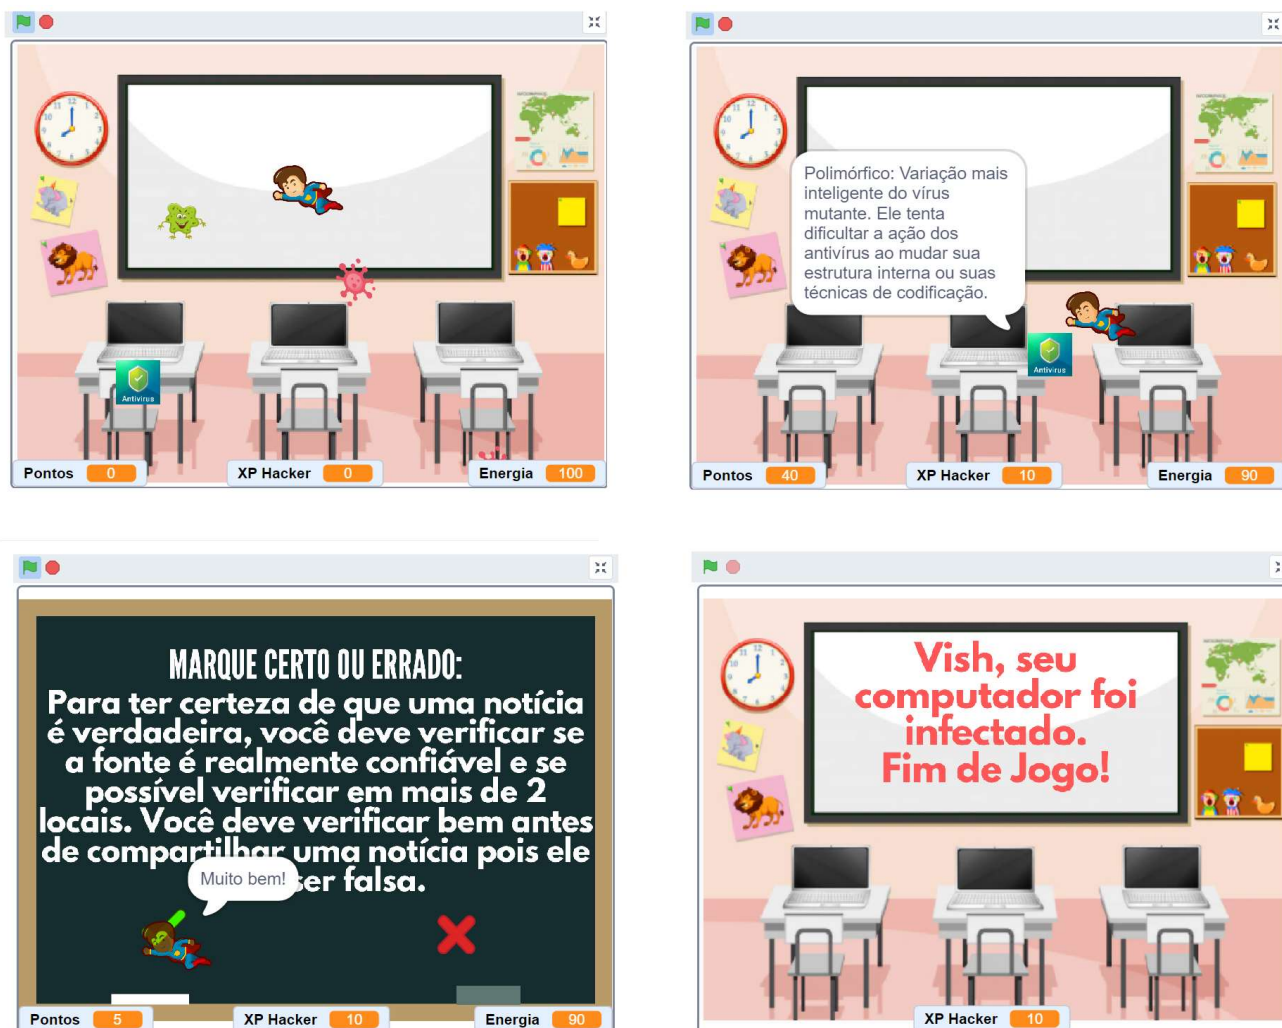 Antivirus
Pontos 0
XP Hacker 0
Energia 100
Polimórfico: Variação mais
inteligente do vírus
mutante. Ele tenta
dificultar a ação dos
antivírus ao mudar sua
estrutura interna ou suas
técnicas de codificação.
Antivirus
Pontos 40
XP Hacker 10
Energia 90
MARQUE CERTO OU ERRADO:
Para ter certeza de que uma notícia
é verdadeira, você deve verificar se
a fonte é realmente confiável e se
possível verificar em mais de 2
locais. Você deve verificar bem antes
de compartilhar uma notícia pois ele
ser falsa.
Muito bem!
Pontos 5
XP Hacker 10
Energia 90
Vish, seu
computador foi
infectado.
Fim de Jogo!
XP Hacker 10